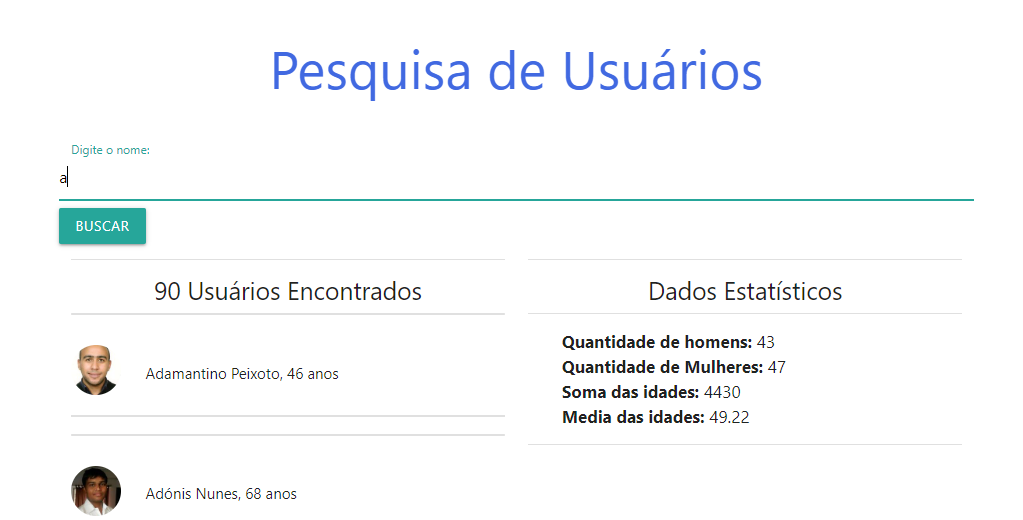 Pesquisa de Usuários
Digite o nome:
a
BUSCAR
90 Usuários Encontrados
Adamantino Peixoto, 46 anos
Adónis Nunes, 68 anos
Dados Estatísticos
Quantidade de homens: 43
Quantidade de Mulheres: 47
Soma das idades: 4430
Media das idades: 49.22